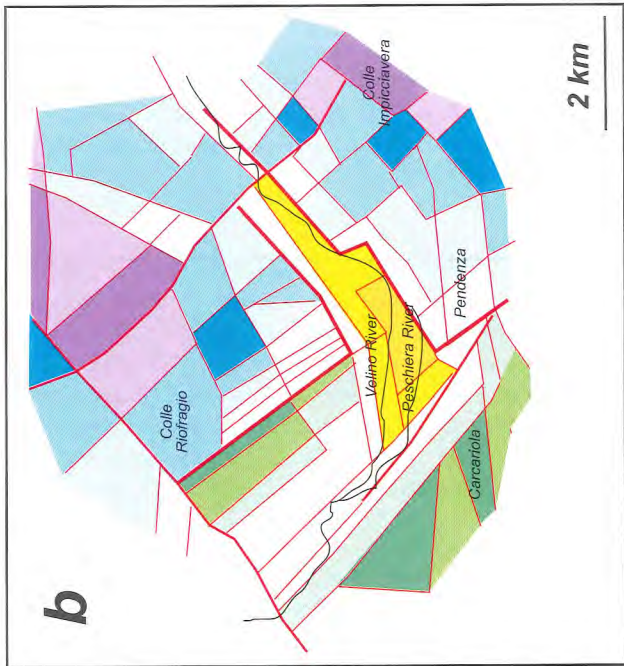 b
Colle
Riofragio
Colle
Impicciavera
Velino River
Peschiera River
Pendenza
Carcariola
2 km